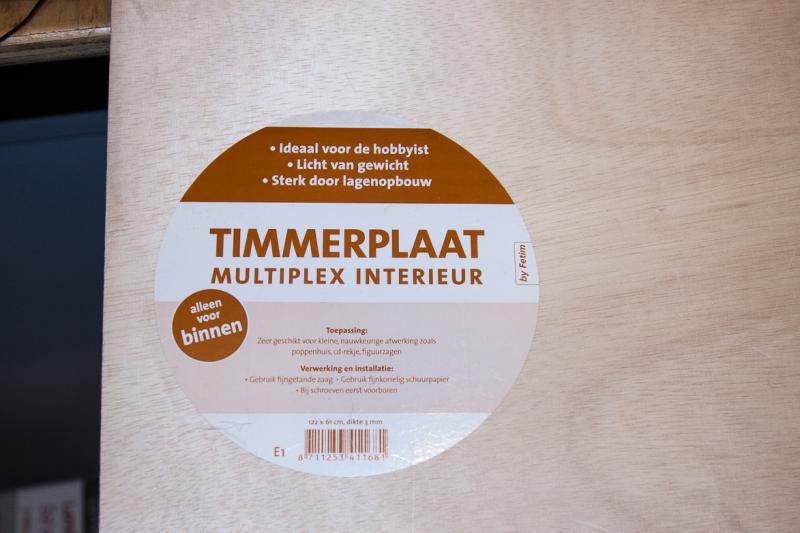 • Ideaal voor de hobbyist
• Licht van gewicht
• Sterk door lagenopbouw
TIMMERPLAAT
MULTIPLEX INTERIEUR
by Fetim
alleen
voor
binnen
Toepassing:
Zeer geschikt voor kleine, nauwkeurige afwerking zoals
poppenhuis, cd-rekje, figuurzagen
Verwerking en installatie:
• Gebruik fijngetande zaag • Gebruik fijnkorrelig schuurpapier
• Bij schroeven eerst voorboren
122 x 61 cm, dikte 3 mm
E1
8 711253 411681